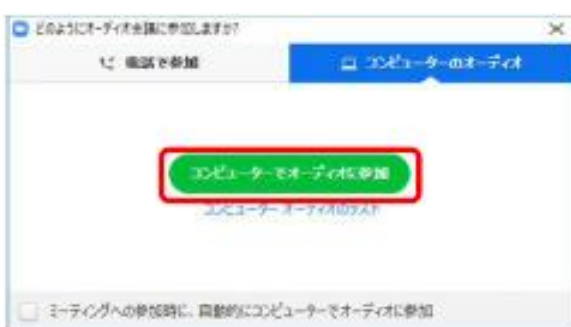 どのようにオーディオ会議に参加しますか?
電話で参加
コンピューターのオーディオ
コンピューターでオーディオに参加
コンピューター オーディオのテスト
ミーティングへの参加時に、自動的にコンピューターでオーディオに参加